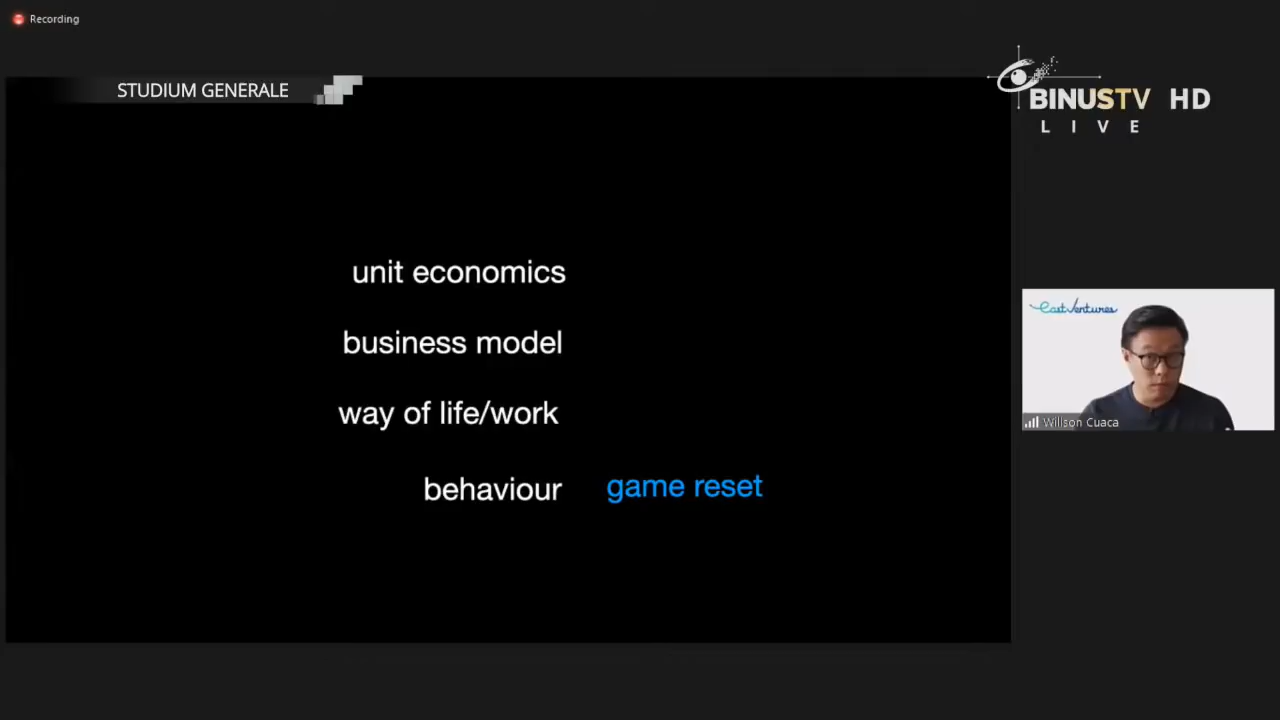 Recording
STUDIUM GENERALE
BINUSTV HD
LIVE
unit economics
business model
way of life/work
behaviour game reset
East Ventures
Willson Cuaca